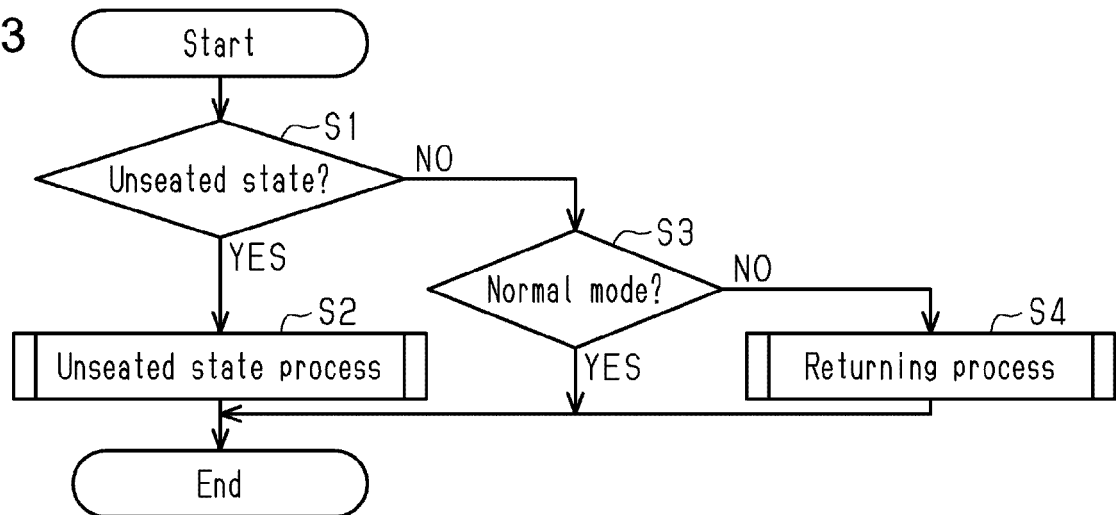 3
Start
S1
Unseated state?
NO
YES
S3
Normal mode?
NO
S2
Unseated state process
YES
S4
Returning process
End